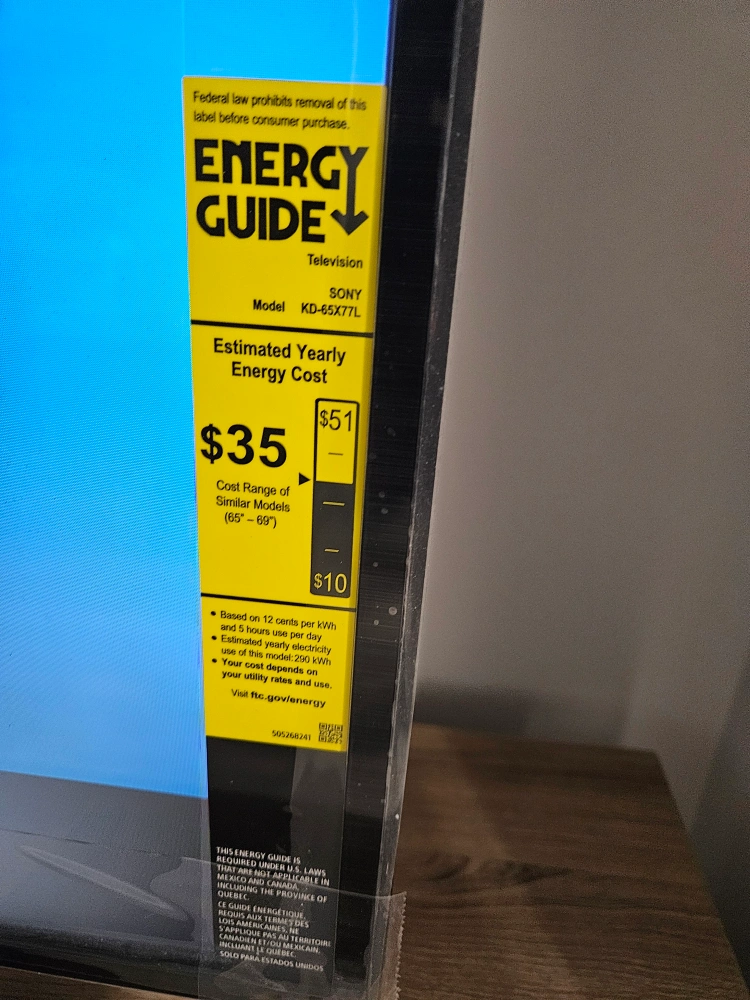 Federal law prohibits removal of this
label before consumer purchase.
ENERGY
GUIDE
Television
SONY
Model KD-65X77L
Estimated Yearly
Energy Cost
$51
$35
Cost Range of
Similar Models
(65" – 69")
$10
• Based on 12 cents per kWh
and 5 hours use per day
• Estimated yearly electricity
use of this model:290 kWh
• Your cost depends on
your utility rates and use.
Visit ftc.gov/energy
505268241
THIS ENERGY GUIDE IS
REQUIRED UNDER U.S. LAWS
THAT ARE NOT APPLICABLE IN
MEXICO AND CANADA,
INCLUDING THE PROVINCE OF
QUEBEC.
CE GUIDE ÉNERGÉTIQUE,
REQUIS AUX TERMES DES
LOIS AMÉRICAINES, NE
S'APPLIQUE PAS AU TERRITOIRE
CANADIEN ET/OU MEXICAIN,
INCLUANT LE QUÉBEC.
SOLO PARA ESTADOS UNIDOS